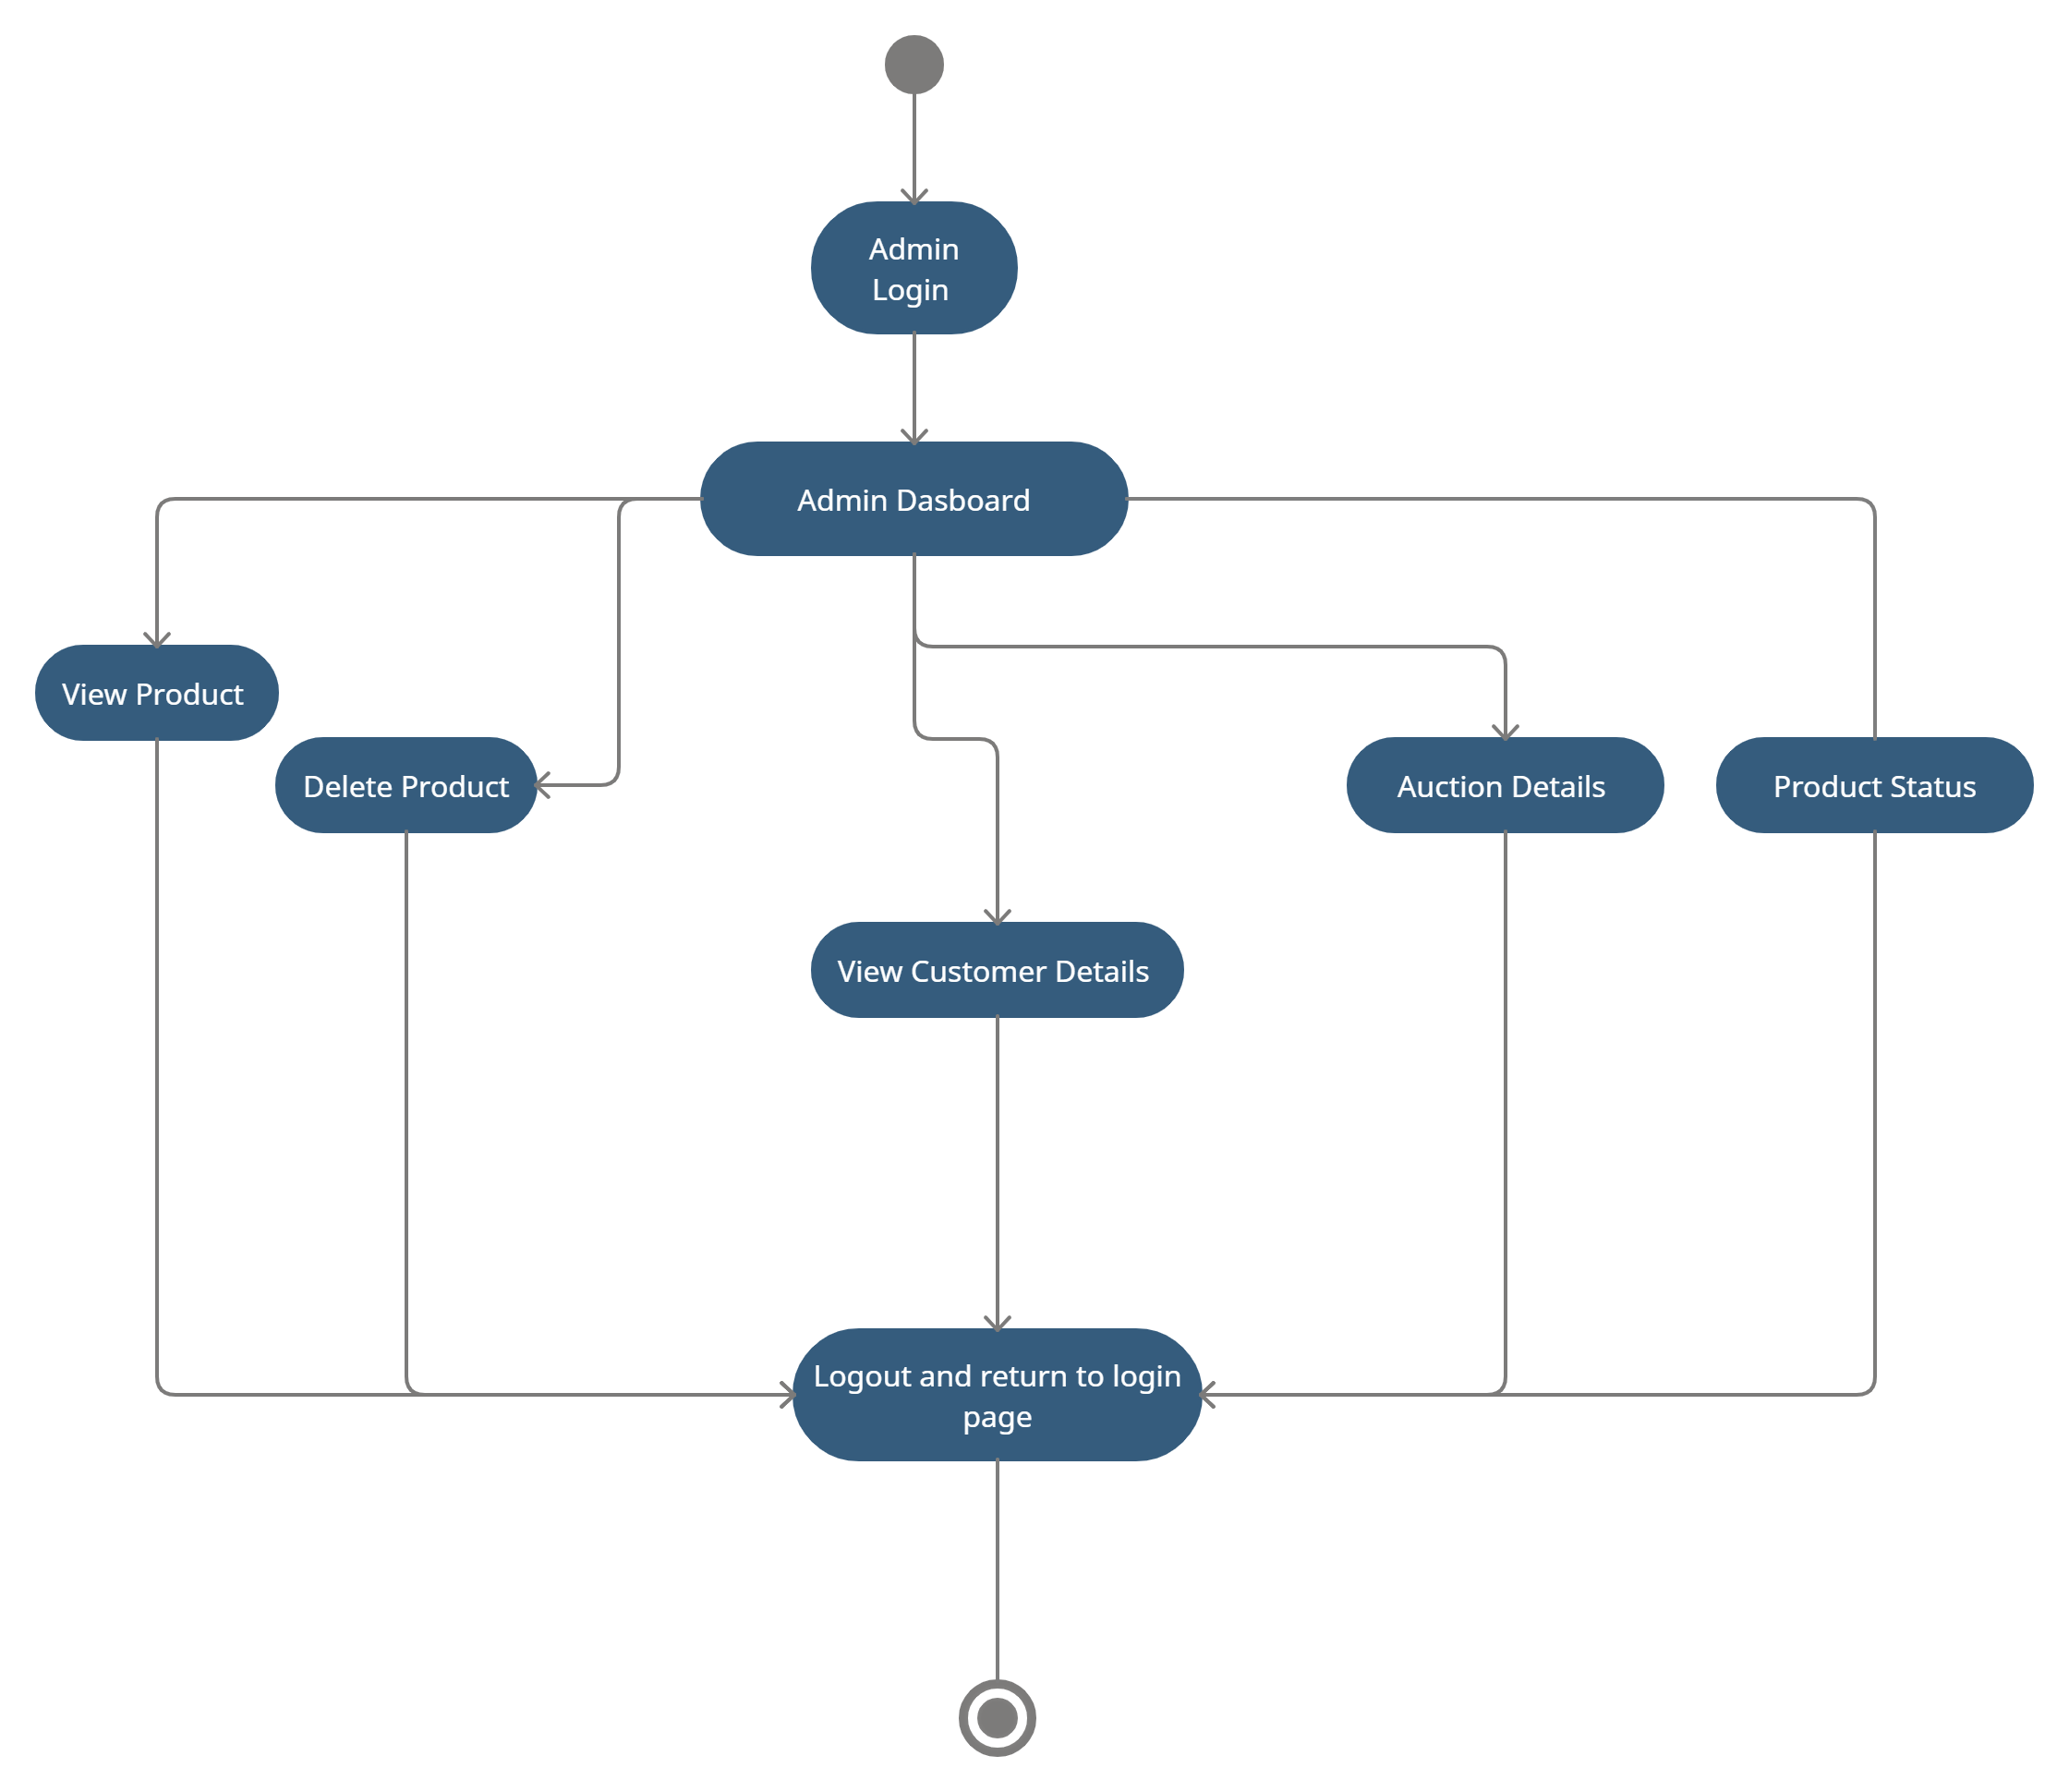 Admin
Login
Admin Dasboard
View Product
Delete Product
Auction Details
Product Status
View Customer Details
Logout and return to login
page